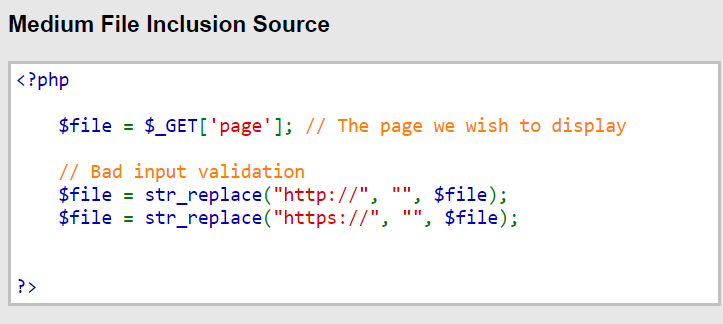 Medium File Inclusion Source
<?php
$file = $_GET['page']; // The page we wish to display
// Bad input validation
$file = str_replace("http://", "", $file);
$file = str_replace("https://", "", $file);
?>